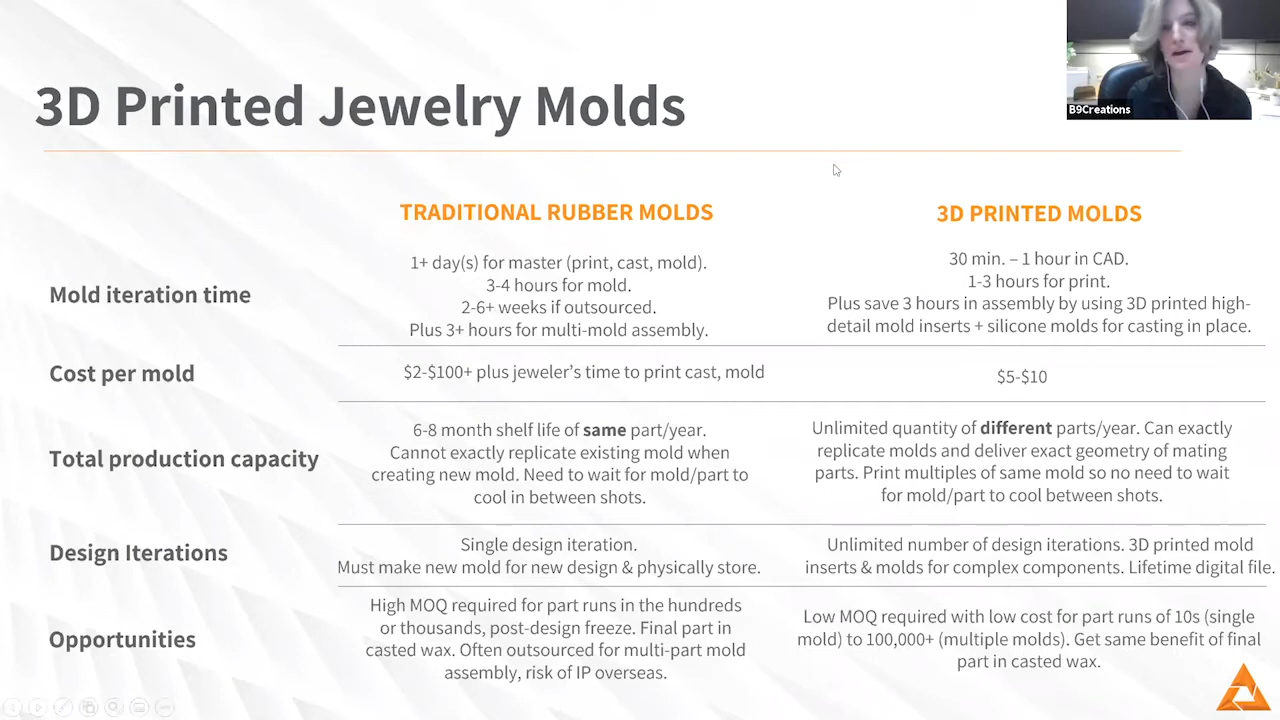 B9Creations
3D Printed Jewelry Molds
TRADITIONAL RUBBER MOLDS
3D PRINTED MOLDS
Mold iteration time
1+ day(s) for master (print, cast, mold).
3-4 hours for mold.
2-6+ weeks if outsourced.
Plus 3+ hours for multi-mold assembly.
30 min. – 1 hour in CAD.
1-3 hours for print.
Plus save 3 hours in assembly by using 3D printed high-
detail mold inserts + silicone molds for casting in place.
Cost per mold
$2-$100+ plus jeweler’s time to print cast, mold
$5-$10
Total production capacity
6-8 month shelf life of same part/year.
Cannot exactly replicate existing mold when
creating new mold. Need to wait for mold/part to
cool in between shots.
Unlimited quantity of different parts/year. Can exactly
replicate molds and deliver exact geometry of mating
parts. Print multiples of same mold so no need to wait
for mold/part to cool between shots.
Design Iterations
Single design iteration.
Must make new mold for new design & physically store.
Unlimited number of design iterations. 3D printed mold
inserts & molds for complex components. Lifetime digital file.
Opportunities
High MOQ required for part runs in the hundreds
or thousands, post-design freeze. Final part in
casted wax. Often outsourced for multi-part mold
assembly, risk of IP overseas.
Low MOQ required with low cost for part runs of 10s (single
mold) to 100,000+ (multiple molds). Get same benefit of final
part in casted wax.